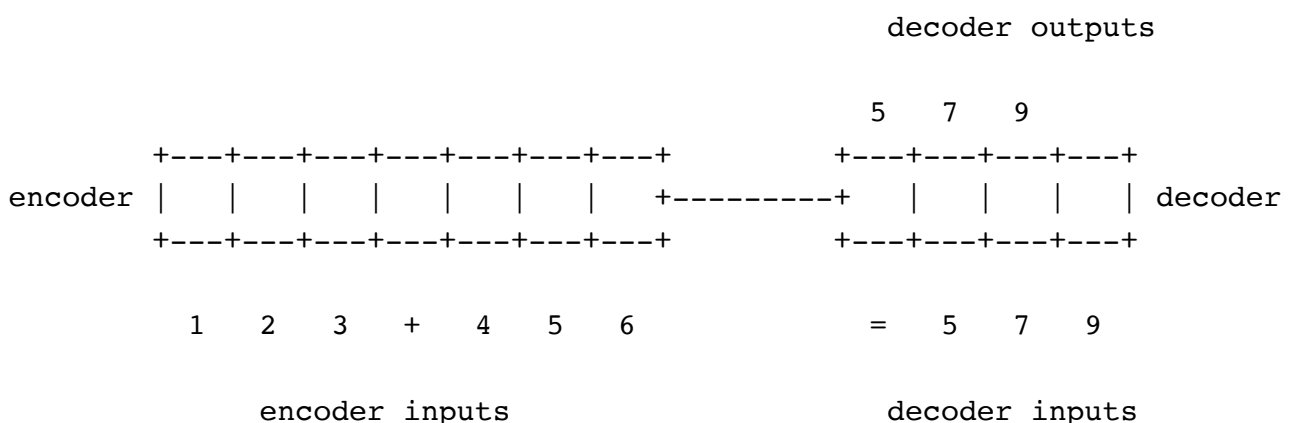 decoder outputs
5 7 9
+---+---+---+---+---+---+---+ +---+---+---+---+
encoder | | | | | | | +---------+ | | | | decoder
+---+---+---+---+---+---+---+ +---+---+---+---+
1 2 3 + 4 5 6 = 5 7 9
encoder inputs decoder inputs